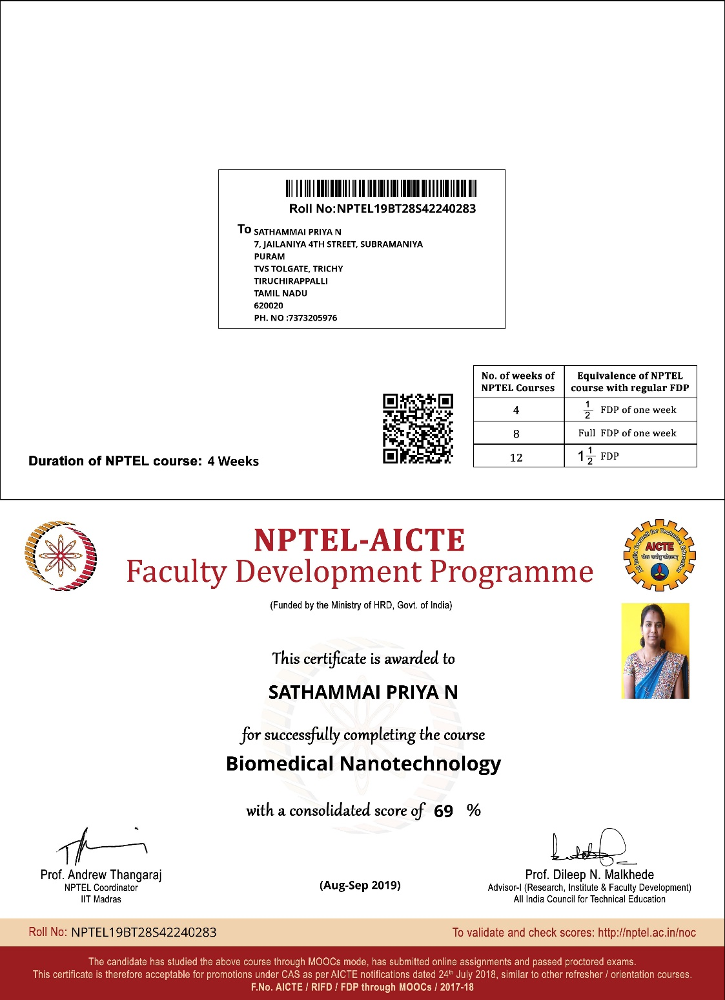 Roll No:NPTEL19BT28S42240283
To SATHAMMAI PRIYA N
7, JAILANIYA 4TH STREET, SUBRAMANIYA
PURAM
TVS TOLGATE, TRICHY
TIRUCHIRAPPALLI
TAMIL NADU
620020
PH. NO :7373205976
No. of weeks of NPTEL Courses
Equivalence of NPTEL course with regular FDP
4 1/2 FDP of one week
8 Full FDP of one week
12 1 1/2 FDP
Duration of NPTEL course: 4 Weeks
NPTEL-AICTE
Faculty Development Programme
(Funded by the Ministry of HRD, Govt. of India)
All India Council for Technical Education
AICTE
This certificate is awarded to
SATHAMMAI PRIYA N
for successfully completing the course
Biomedical Nanotechnology
with a consolidated score of 69 %
Prof. Andrew Thangaraj
NPTEL Coordinator
IIT Madras
(Aug-Sep 2019)
Prof. Dileep N. Malkhede
Advisor-I (Research, Institute & Faculty Development)
All India Council for Technical Education
Roll No: NPTEL19BT28S42240283
To validate and check scores: http://nptel.ac.in/noc
The candidate has studied the above course through MOOCs mode, has submitted online assignments and passed proctored exams.
This certificate is therefore acceptable for promotions under CAS as per AICTE notifications dated 24th July 2018, similar to other refresher / orientation courses.
F.No. AICTE / RIFD / FDP through MOOCs / 2017-18